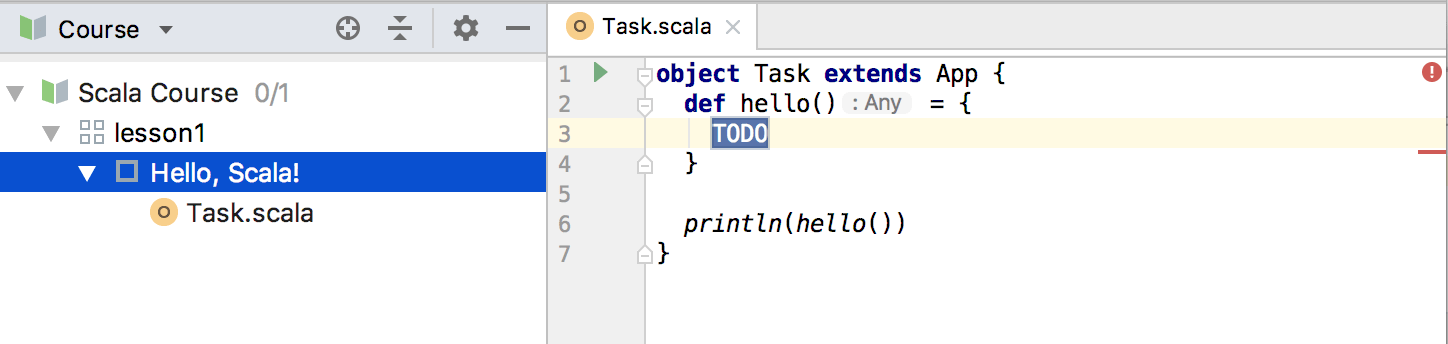 Course
Scala Course 0/1
lesson1
Hello, Scala!
Task.scala
Task.scala
1 object Task extends App {
2 def hello() : Any = {
3 TODO
4 }
5
6 println(hello())
7 }